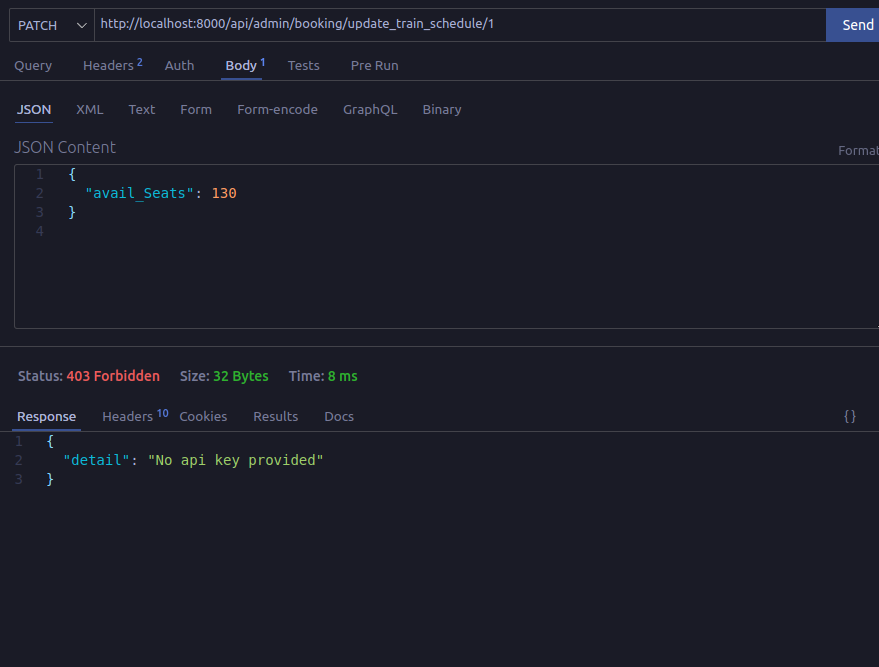 PATCH http://localhost:8000/api/admin/booking/update_train_schedule/1 Send
Query Headers 2 Auth Body 1 Tests Pre Run
JSON XML Text Form Form-encode GraphQL Binary
JSON Content Format
1 {
2 "avail_Seats": 130
3 }
4
Status: 403 Forbidden Size: 32 Bytes Time: 8 ms
Response Headers 10 Cookies Results Docs {}
1 {
2 "detail": "No api key provided"
3 }